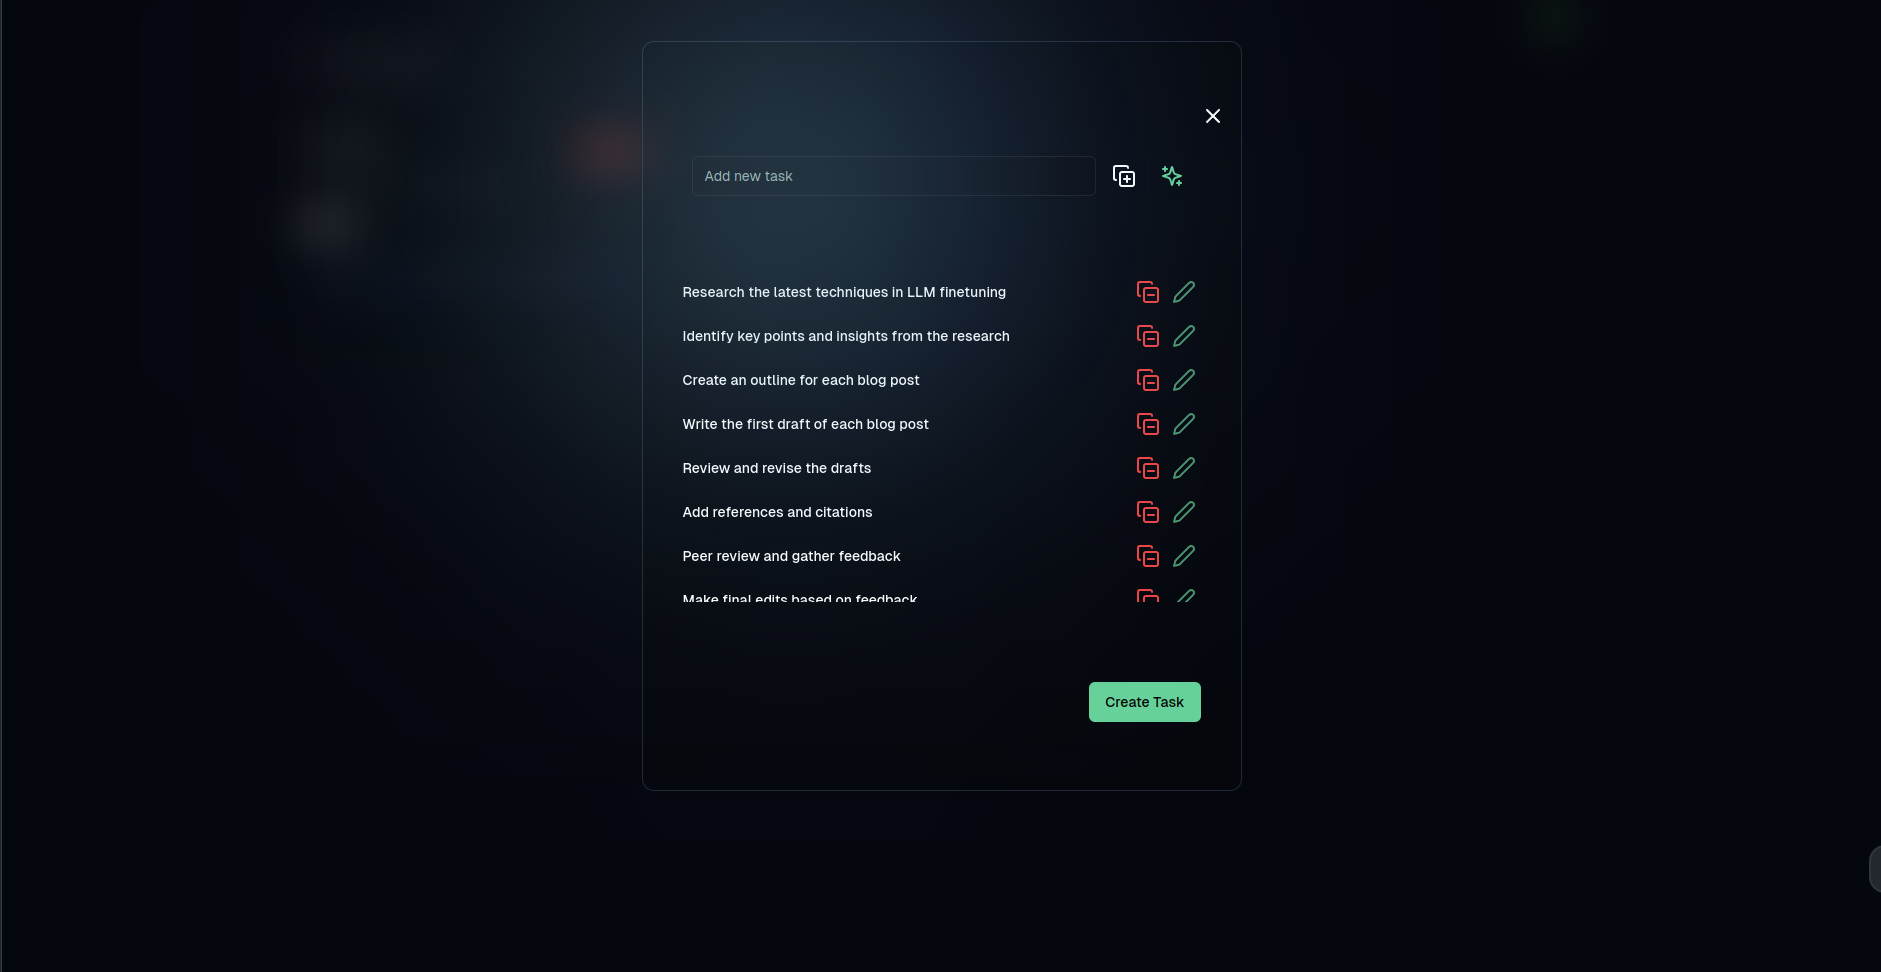 Add new task
Research the latest techniques in LLM finetuning
Identify key points and insights from the research
Create an outline for each blog post
Write the first draft of each blog post
Review and revise the drafts
Add references and citations
Peer review and gather feedback
Make final edits based on feedback
Create Task